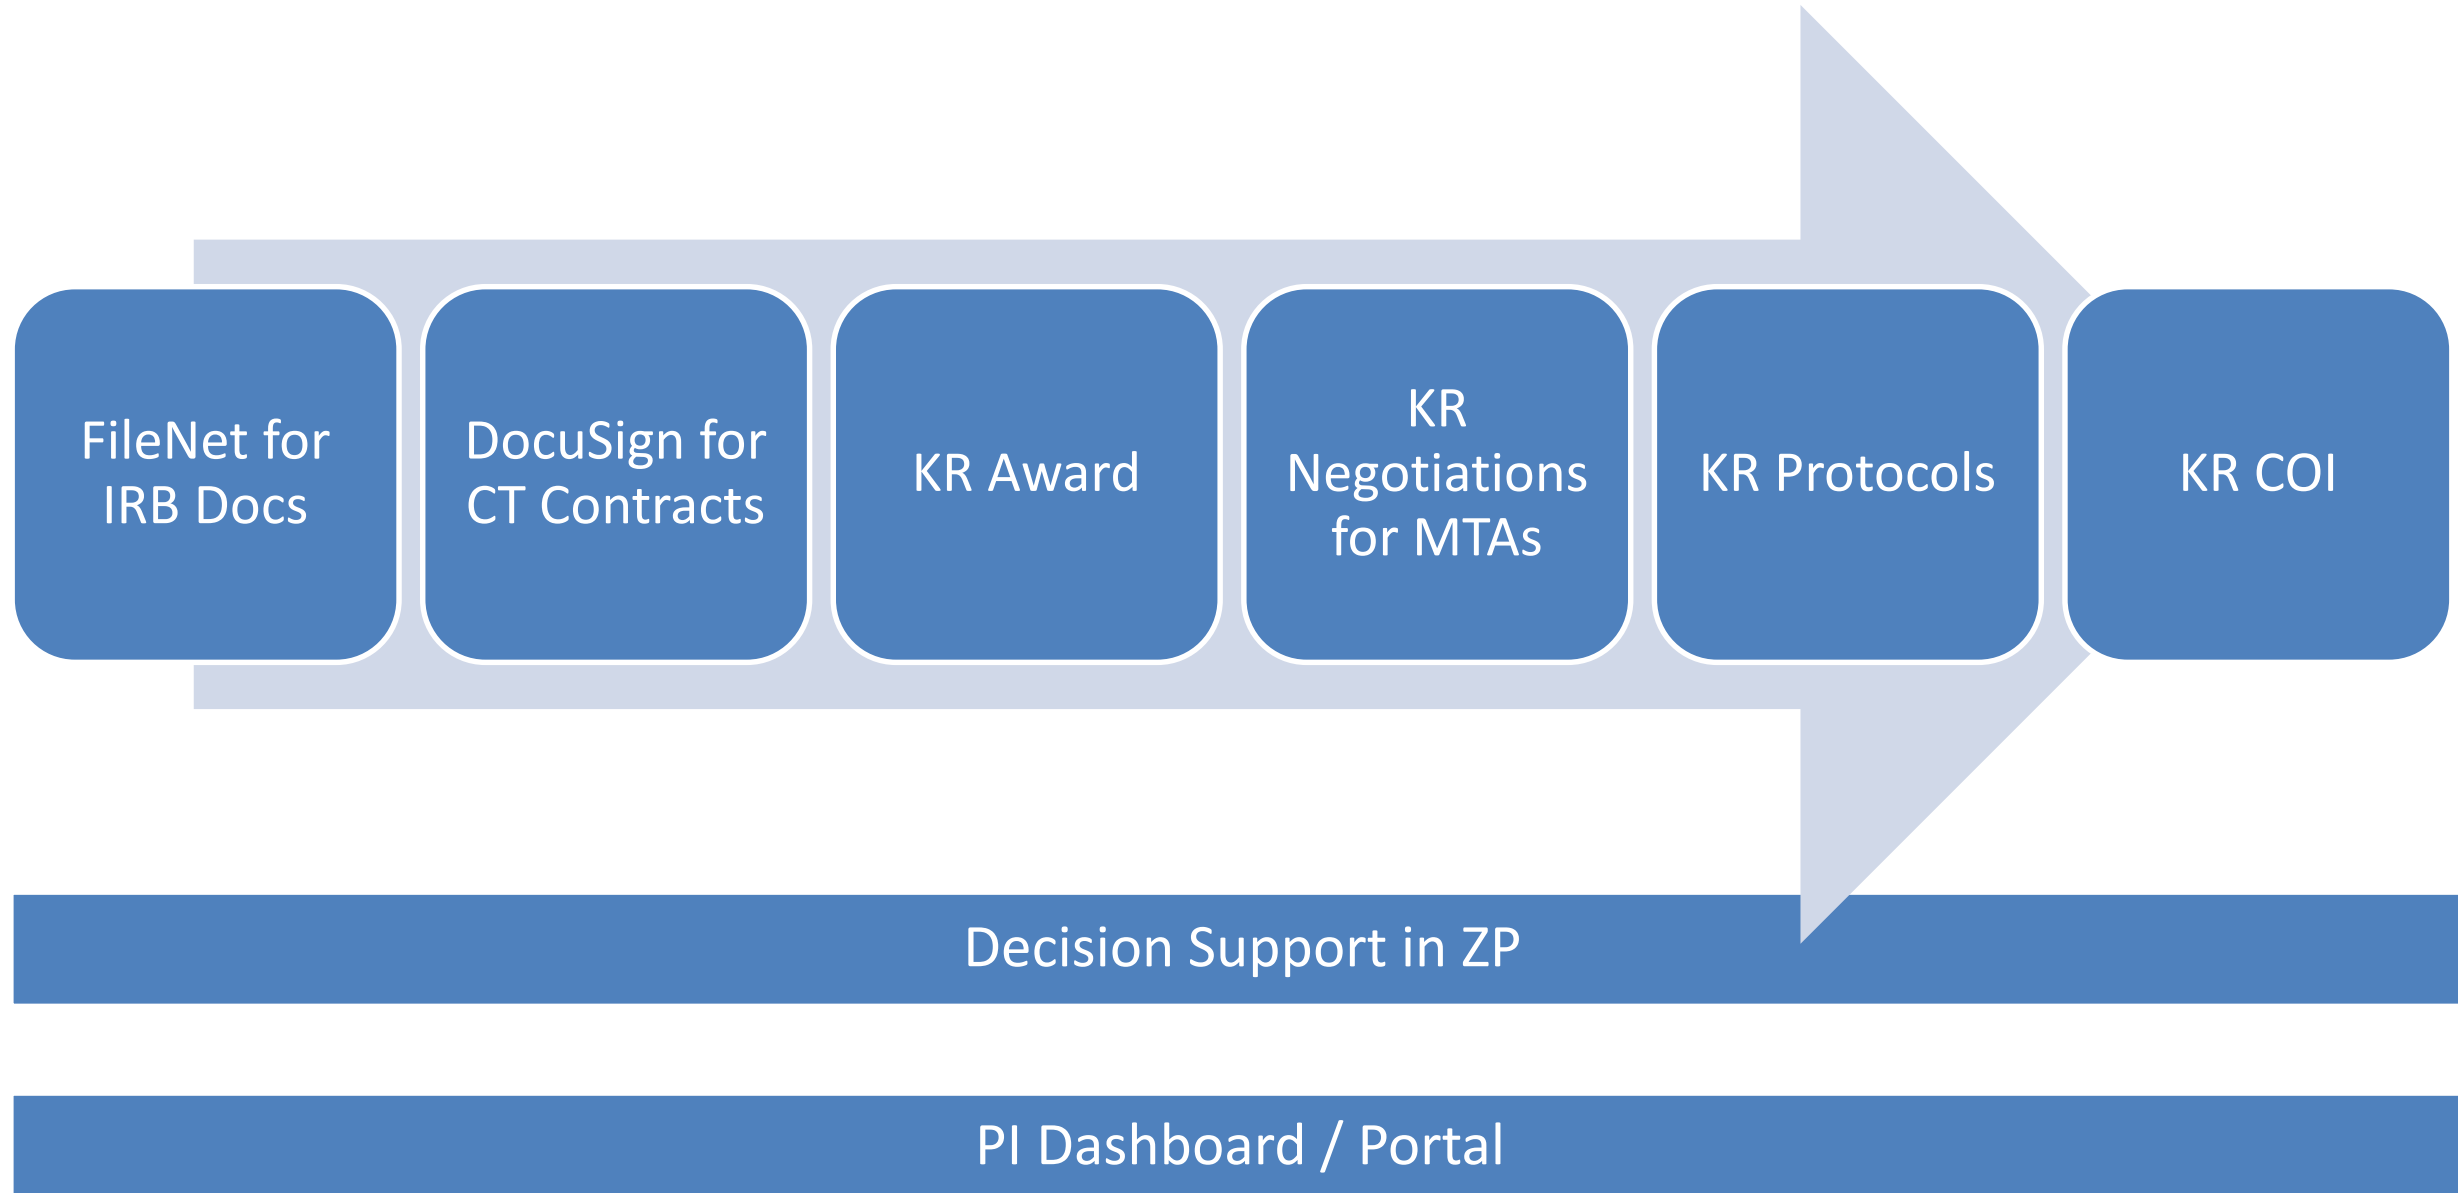 FileNet for
IRB Docs
DocuSign for
CT Contracts
KR Award
KR
Negotiations
for MTAs
KR Protocols
KR COI
Decision Support in ZP
PI Dashboard / Portal